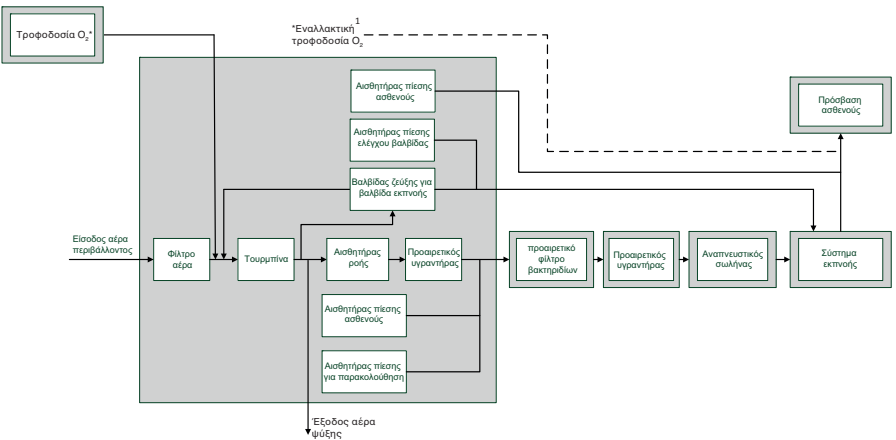 Τροφοδοσία O2*
*Εναλλακτική1
τροφοδοσία O2
Αισθητήρας πίεσης
ασθενούς
Πρόσβαση
ασθενούς
Αισθητήρας πίεσης
ελέγχου βαλβίδας
Βαλβίδας ζεύξης για
βαλβίδα εκπνοής
Είσοδος αέρα
περιβάλλοντος
Φίλτρο
αέρα
Τουρμπίνα
Αισθητήρας
ροής
Προαιρετικός
υγραντήρας
προαιρετικό
φίλτρο
βακτηριδίων
Προαιρετικός
υγραντήρας
Αναπνευστικός
σωλήνας
Σύστημα
εκπνοής
Αισθητήρας πίεσης
ασθενούς
Αισθητήρας πίεσης
για παρακολούθηση
Έξοδος αέρα
ψύξης